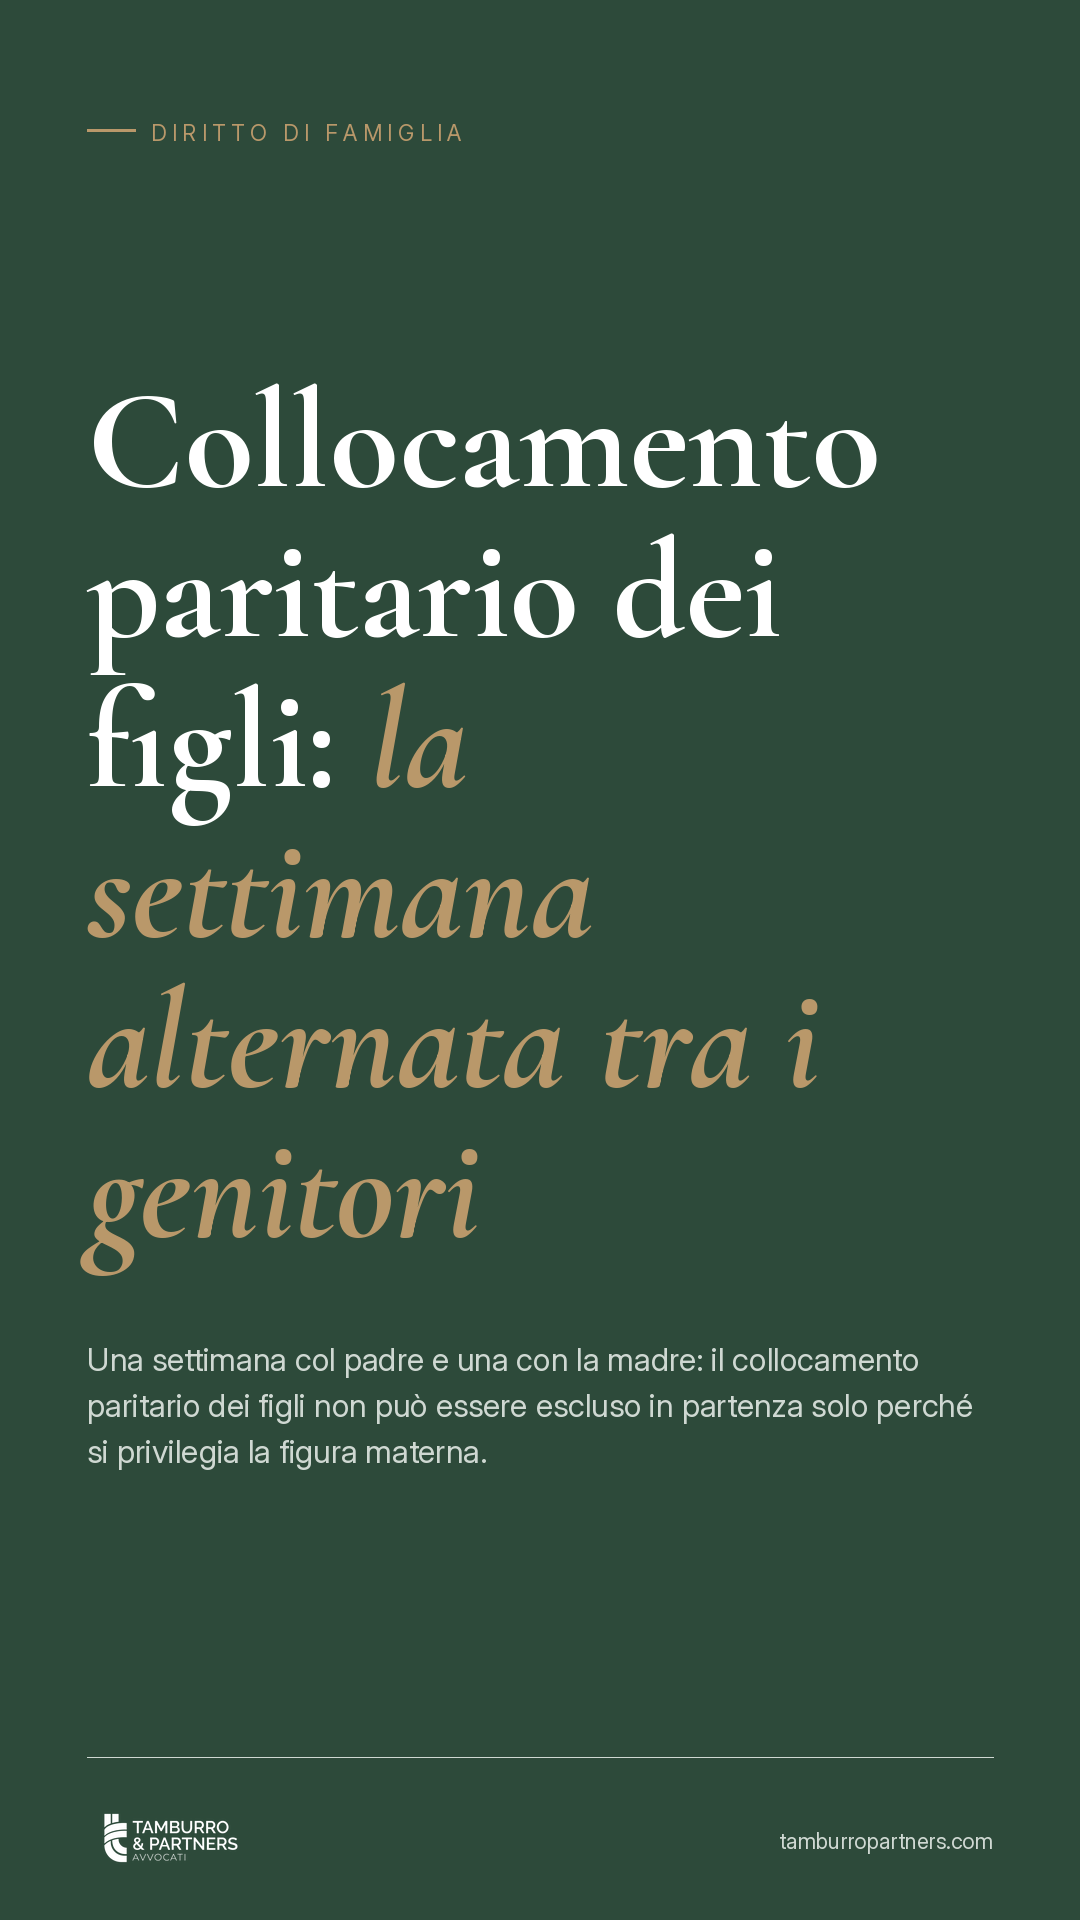 DIRITTO DI FAMIGLIA
Collocamento
paritario dei
figli: la
settimana
alternata tra i
genitori
Una settimana col padre e una con la madre: il collocamento
paritario dei figli non può essere escluso in partenza solo perché
si privilegia la figura materna.
TAMBURRO
& PARTNERS
AVVOCATI
tamburropartners.com